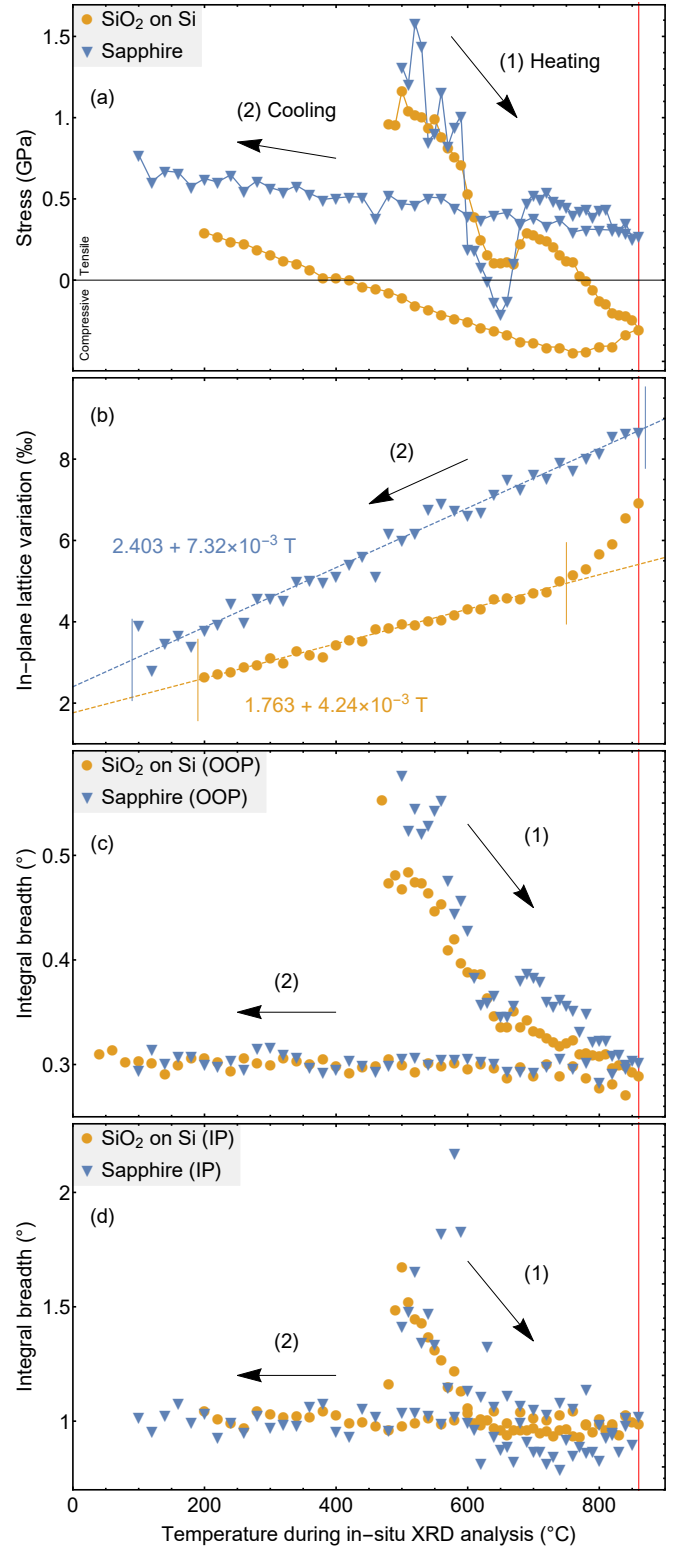 SiO₂ on Si
Sapphire
(a)
(1) Heating
(2) Cooling
Stress (GPa)
1.5
1.
0.5
0
Tensile
Compressive
(b)
(2)
In−plane lattice variation (‰)
8
6
4
2
2.403 + 7.32×10⁻³ T
1.763 + 4.24×10⁻³ T
SiO₂ on Si (OOP)
Sapphire (OOP)
(c)
(1)
(2)
Integral breadth (°)
0.5
0.4
0.3
SiO₂ on Si (IP)
Sapphire (IP)
(d)
(1)
(2)
Integral breadth (°)
2
1.5
1
0 200 400 600 800
Temperature during in−situ XRD analysis (°C)